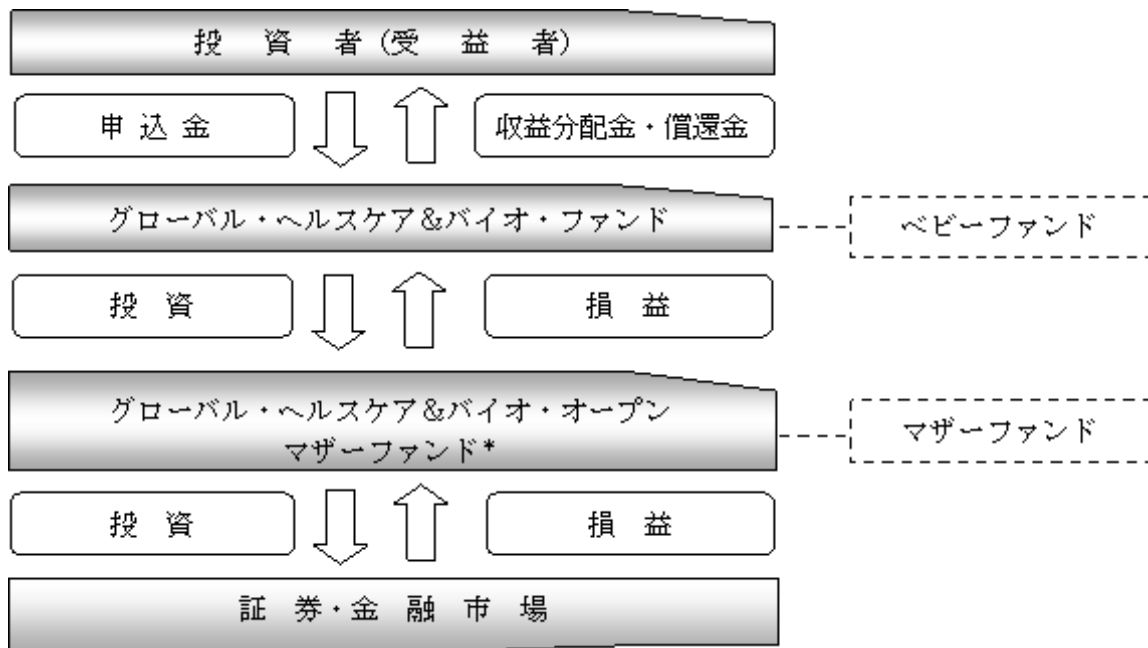 投資者(受益者)
申込金
収益分配金・償還金
グローバル・ヘルスケア&バイオ・ファンド
ベビーファンド
投資
損益
グローバル・ヘルスケア&バイオ・オープン
マザーファンド*
マザーファンド
投資
損益
証券・金融市場